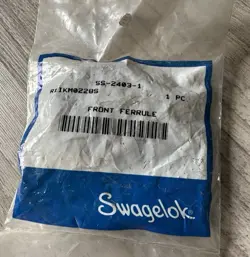 SS-2403-1
1 PC
FRONT FERRULE
Swagelok